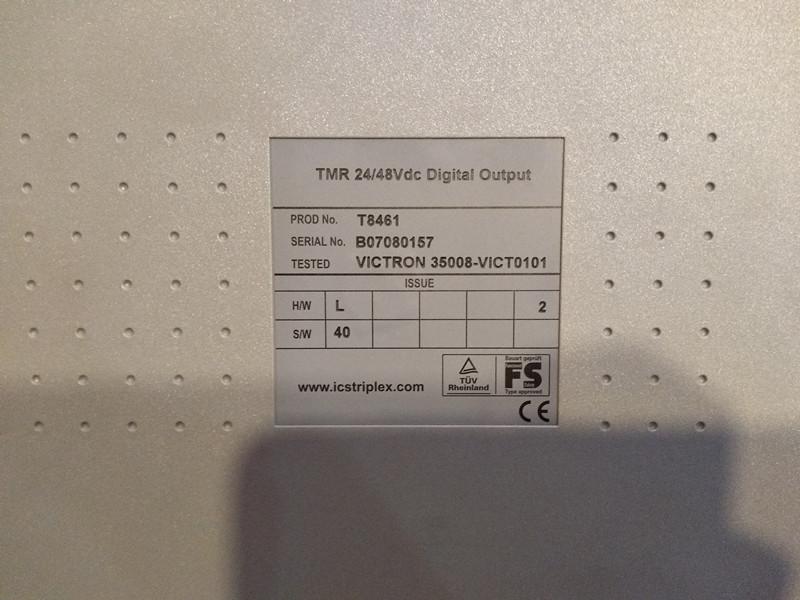 TMR 24/48Vdc Digital Output
PROD No. T8461
SERIAL No. B07080157
TESTED VICTRON 35008-VICT0101
ISSUE
H/W L 2
S/W 40
www.icstriplex.com
TÜV
Rheinland
Bauart geprüft
FS
Type approved
CE